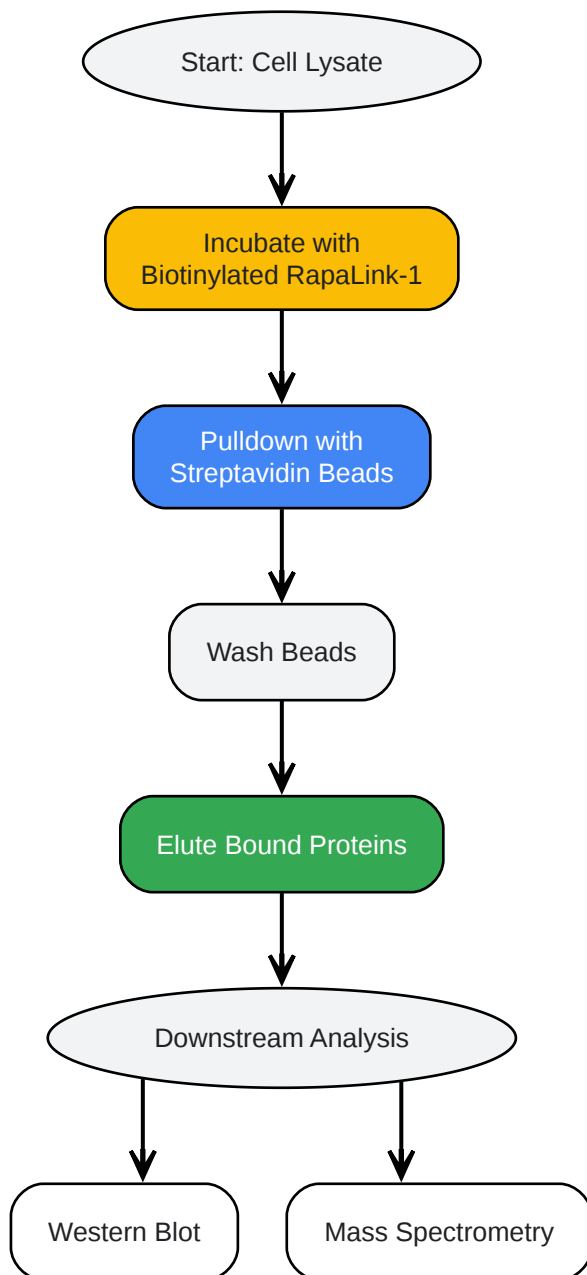 Start: Cell Lysate
Incubate with
Biotinylated RapaLink-1
Pulldown with
Streptavidin Beads
Wash Beads
Elute Bound Proteins
Downstream Analysis
Western Blot
Mass Spectrometry